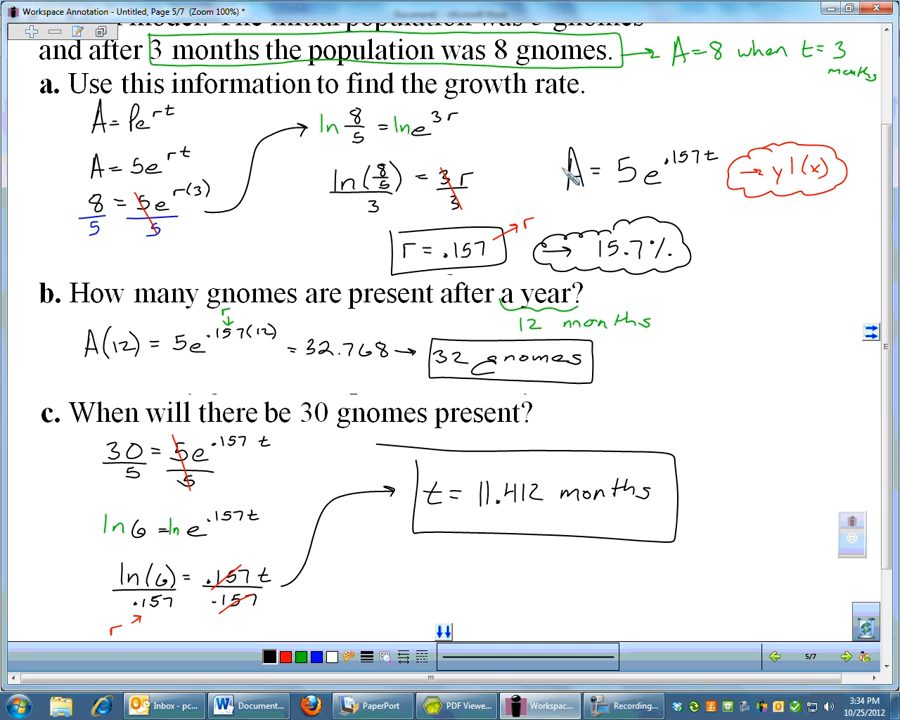 Workspace Annotation - Untitled, Page 5/7 (Zoom 100%) *
and after 3 months the population was 8 gnomes. → A = 8 when t = 3 months
a. Use this information to find the growth rate.
A = Pe^rt
A = 5e^rt
8/5 = 5e^r(3)/5
ln 8/5 = ln e^3r
ln(8/5)/3 = 3r/3
r = .157 → r
→ 15.7%
A = 5e^.157t
→ y1(x)
b. How many gnomes are present after a year?
12 months
r
A(12) = 5e^.157(12) = 32.768 → 32 gnomes
c. When will there be 30 gnomes present?
30/5 = 5e^.157t/5
ln 6 = ln e^.157t
ln(6)/.157 = .157t/.157
r
t = 11.412 months
5/7
Inbox - pc...
Document...
30 Gnomes
PaperPort
PDF Viewe...
Workspac...
Recording...
3:34 PM
10/25/2012